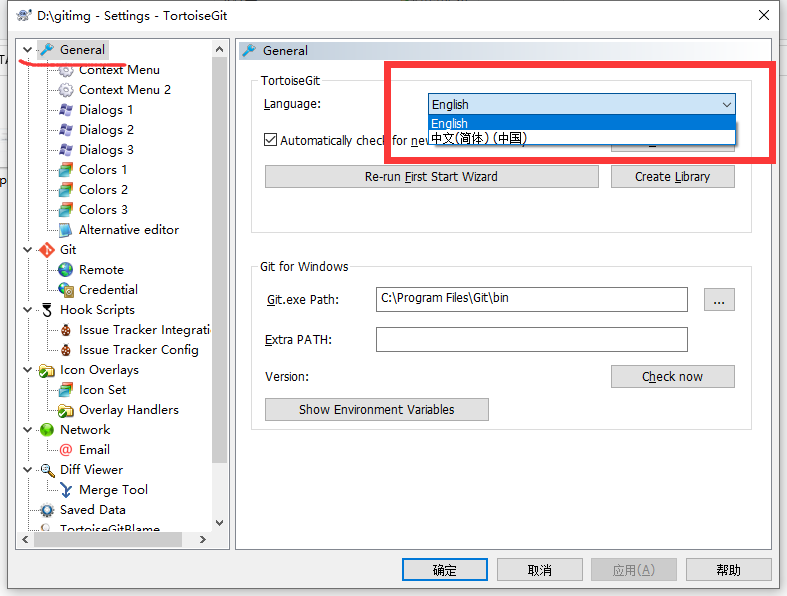 D:\gitimg - Settings - TortoiseGit
General
Context Menu
Context Menu 2
Dialogs 1
Dialogs 2
Dialogs 3
Colors 1
Colors 2
Colors 3
Alternative editor
Git
Remote
Credential
Hook Scripts
Issue Tracker Integrati
Issue Tracker Config
Icon Overlays
Icon Set
Overlay Handlers
Network
Email
Diff Viewer
Merge Tool
Saved Data
TortoiseGitBlame
General
TortoiseGit
Language:
English
English
中文(简体) (中国)
Automatically check for new
Re-run First Start Wizard
Create Library
Git for Windows
Git.exe Path:
C:\Program Files\Git\bin
...
Extra PATH:
Version:
Check now
Show Environment Variables
确定
取消
应用(A)
帮助